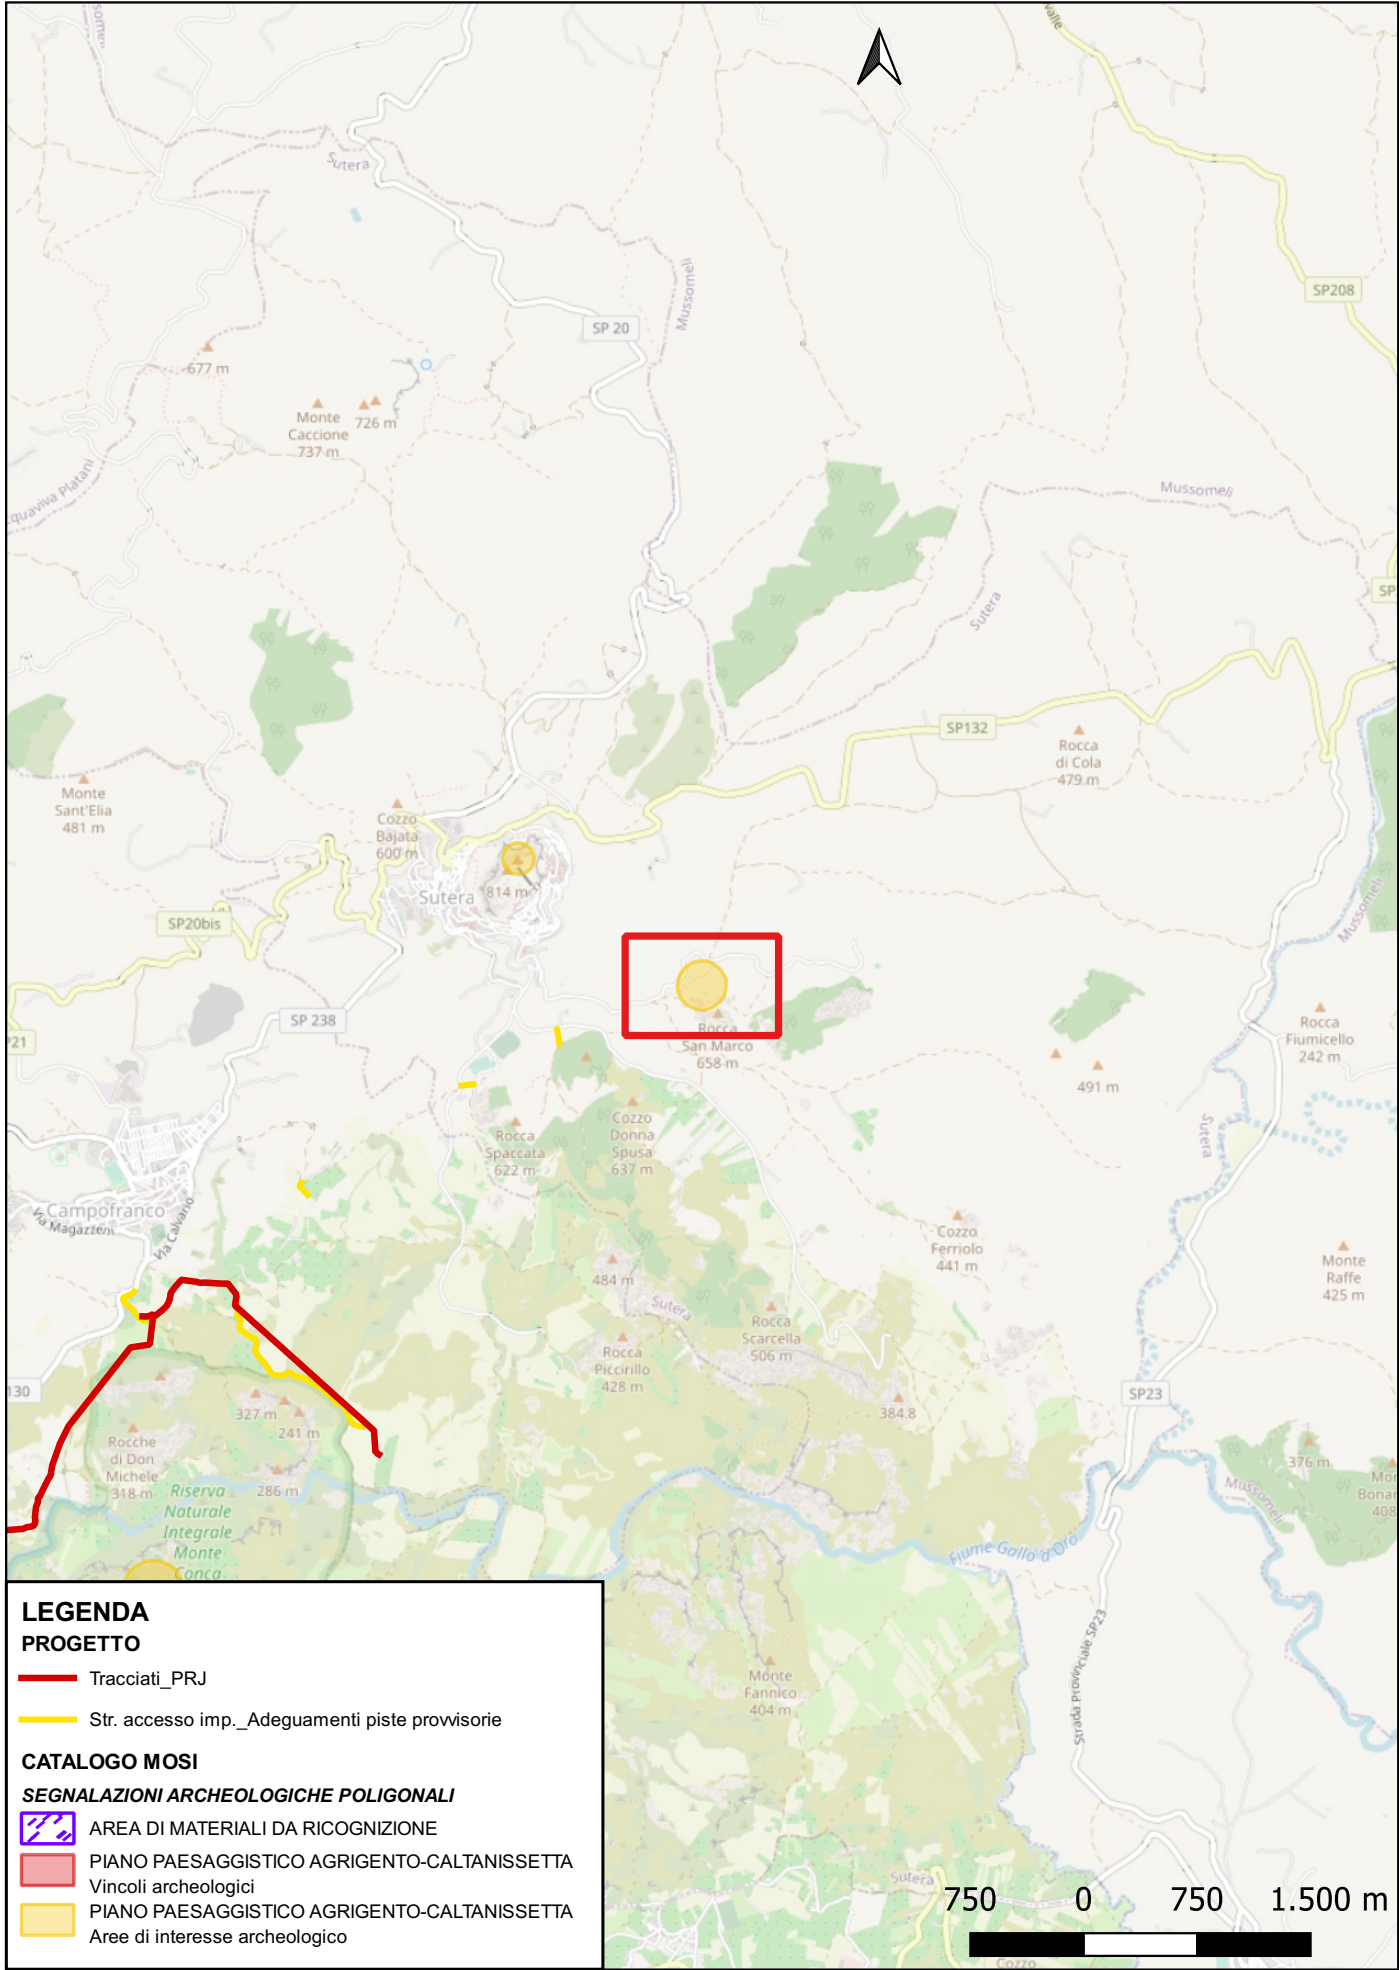 Sutera
Mussomeli
SP208
SP 20
677 m
Monte
Caccione
737 m
726 m
Mussomeli
Sutera
SP
SP132
Rocca
di Cola
479 m
Monte
Sant'Elia
481 m
Cozzo
Bajata
600 m
814 m
Sutera
SP20bis
Mussomeli
SP 238
P21
Rocca
San Marco
658 m
Rocca
Fiumicello
242 m
491 m
Cozzo
Donna
Spusa
637 m
Rocca
Spaccata
622 m
Sutera
Campofranco
Via Magazzeni
Via Calvario
Cozzo
Ferriolo
441 m
Monte
Raffe
425 m
484 m
Sutera
Rocca
Scarcella
506 m
Rocca
Piccirillo
428 m
130
SP23
327 m
241 m
384.8
Rocche
di Don
Michele
318 m
286 m
376 m
Riserva
Naturale
Integrale
Monte
Conca
Mussomeli
408
Fiume Gallo d'Oro
Strada Provinciale SP23
Monte
Fannico
404 m
Sutera
Cozzo
LEGENDA
PROGETTO
Tracciati_PRJ
Str. accesso imp._Adeguamenti piste provvisorie
CATALOGO MOSI
SEGNALAZIONI ARCHEOLOGICHE POLIGONALI
AREA DI MATERIALI DA RICOGNIZIONE
PIANO PAESAGGISTICO AGRIGENTO-CALTANISSETTA
Vincoli archeologici
PIANO PAESAGGISTICO AGRIGENTO-CALTANISSETTA
Aree di interesse archeologico
750 0 750 1.500 m